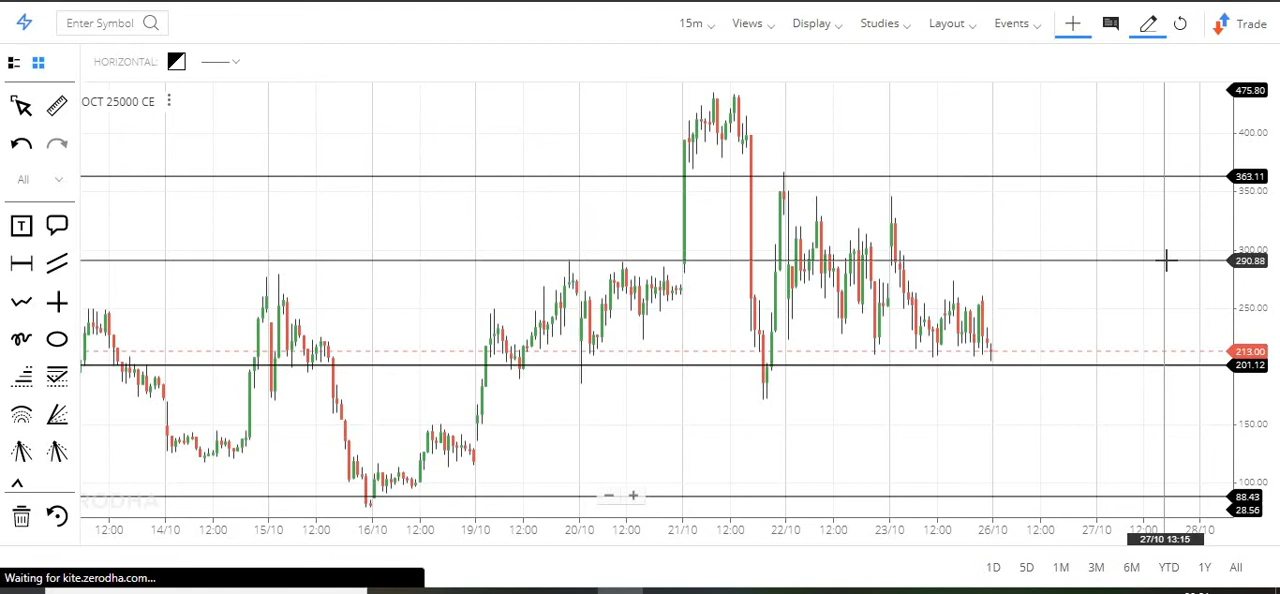 Enter Symbol
15m Views Display Studies Layout Events Trade
HORIZONTAL:
OCT 25000 CE
All
T
475.80
400.00
363.11
350.00
300.00
290.88
250.00
213.00
201.12
150.00
100.00
88.43
28.56
12:00 14/10 12:00 15/10 12:00 16/10 12:00 19/10 12:00 20/10 12:00 21/10 12:00 22/10 12:00 23/10 12:00 26/10 12:00 27/10 12:00 28/10
27/10 13:15
1D 5D 1M 3M 6M YTD 1Y All
Waiting for kite.zerodha.com...